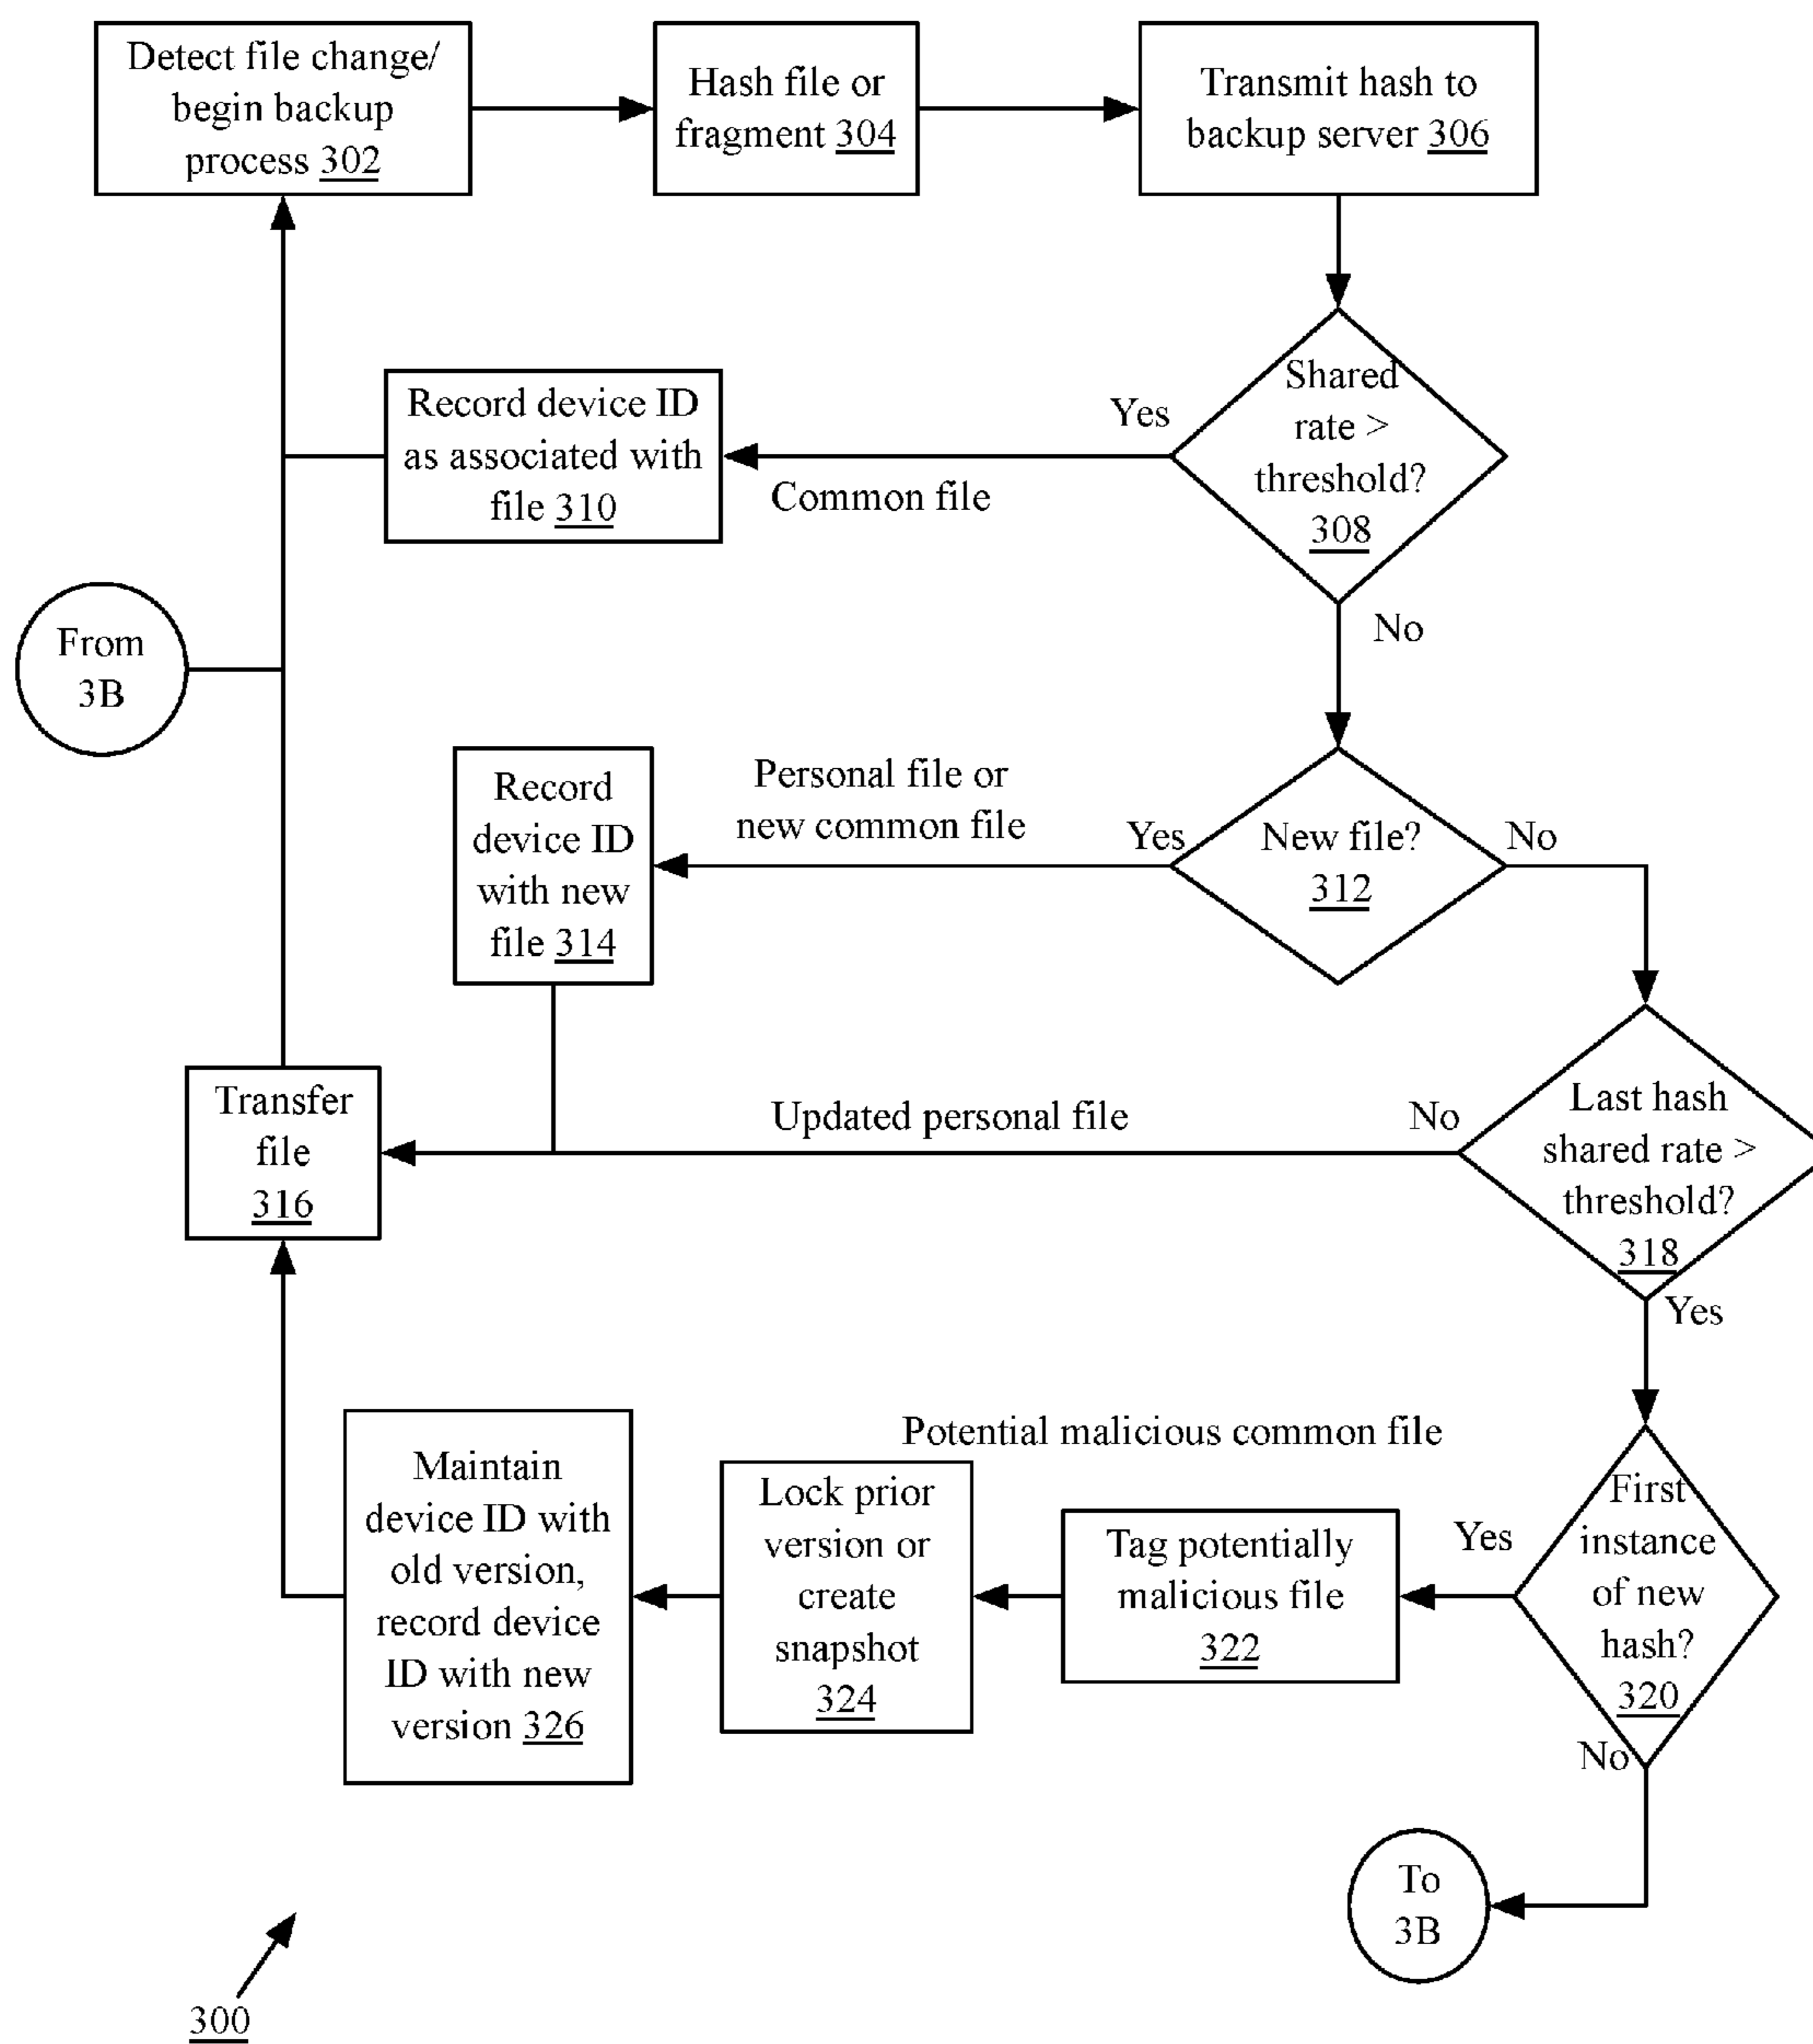 Detect file change/
begin backup
process 302
Hash file or
fragment 304
Transmit hash to
backup server 306
Shared
rate >
threshold?
308
Yes
Common file
No
Record device ID
as associated with
file 310
From
3B
New file?
312
Yes
No
Personal file or
new common file
Record
device ID
with new
file 314
Transfer
file
316
Updated personal file
No
Last hash
shared rate >
threshold?
318
Yes
Potential malicious common file
First
instance
of new
hash?
320
Yes
No
Tag potentially
malicious file
322
Lock prior
version or
create
snapshot
324
Maintain
device ID with
old version,
record device
ID with new
version 326
To
3B
300